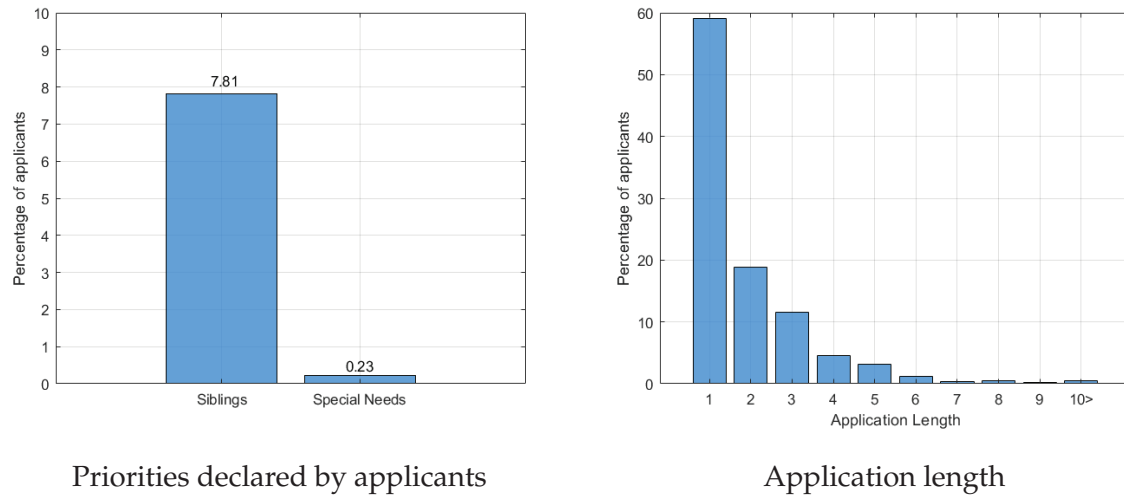 Percentage of applicants
10
9
8
7
6
5
4
3
2
1
0
7.81
0.23
Siblings Special Needs
Priorities declared by applicants
Percentage of applicants
60
50
40
30
20
10
0
1 2 3 4 5 6 7 8 9 10>
Application Length
Application length